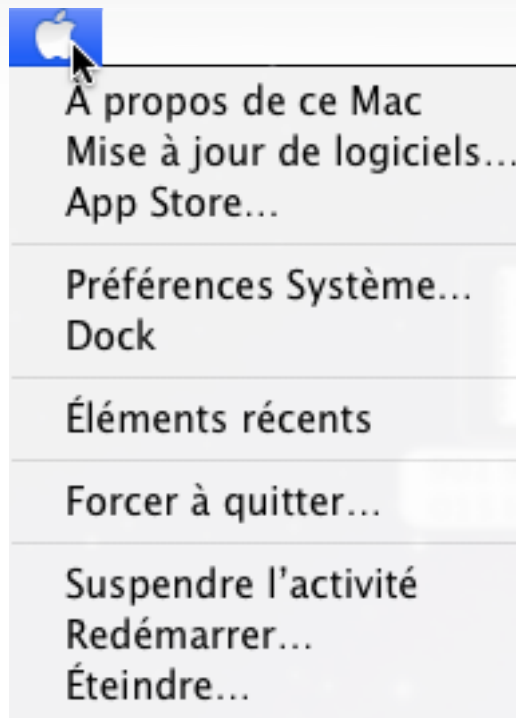 À propos de ce Mac
Mise à jour de logiciels…
App Store…
Préférences Système…
Dock
Éléments récents
Forcer à quitter…
Suspendre l’activité
Redémarrer…
Éteindre…